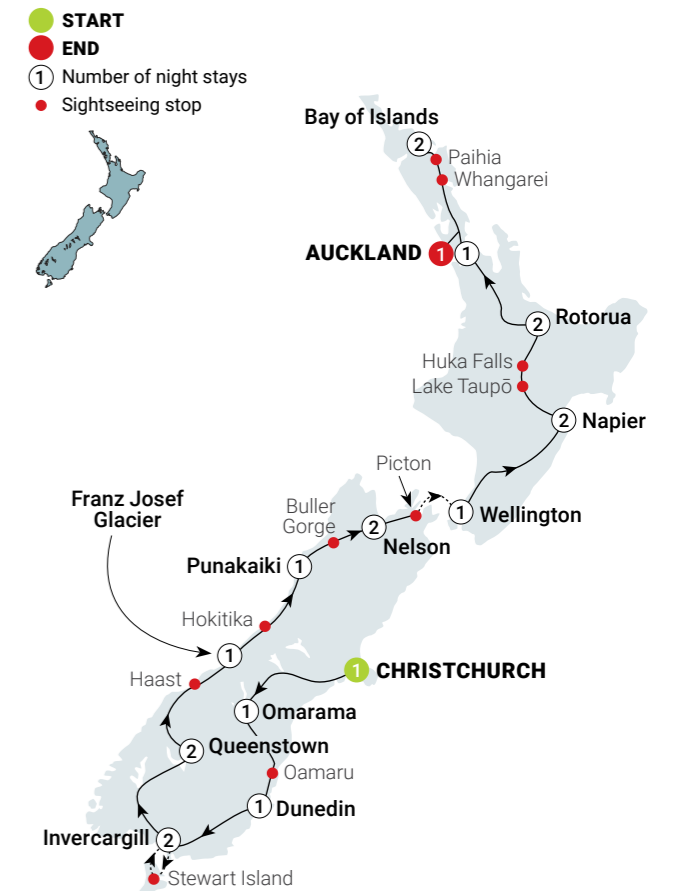 START
END
1 Number of night stays
Sightseeing stop
Bay of Islands
2
Paihia
Whangarei
AUCKLAND 1 1
2 Rotorua
Huka Falls
Lake Taupō
2 Napier
Picton
1 Wellington
Franz Josef
Glacier
Buller
Gorge
2
Nelson
Punakaiki 1
Hokitika
1
Haast
1 CHRISTCHURCH
1 Omarama
2 Queenstown
Oamaru
1 Dunedin
Invercargill 2
Stewart Island